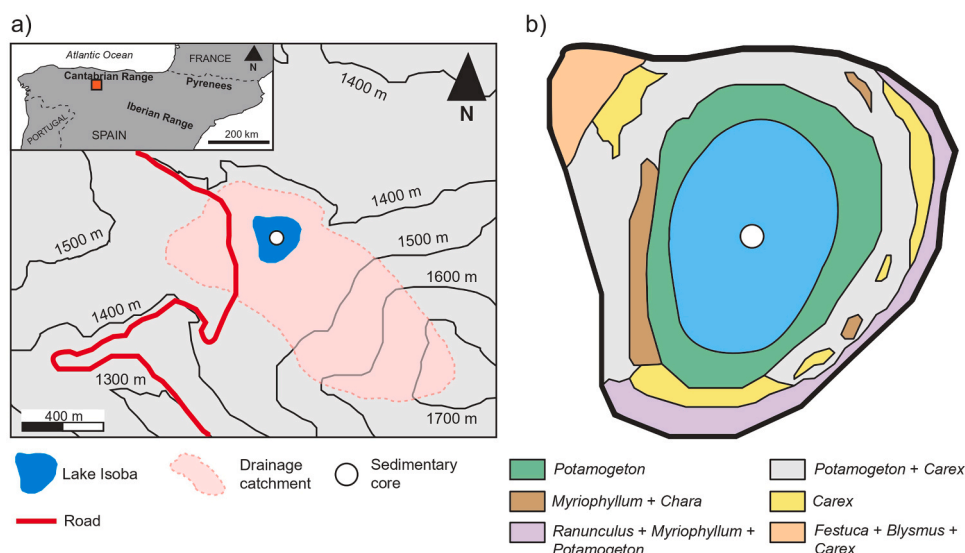 a)
b)
Atlantic Ocean
FRANCE
N
Cantabrian Range
Pyrenees
Iberian Range
PORTUGAL
SPAIN
200 km
1400 m
N
1400 m
1500 m
1500 m
1600 m
1400 m
1300 m
1700 m
400 m
Lake Isoba
Drainage
catchment
Sedimentary
core
Road
Potamogeton
Potamogeton + Carex
Myriophyllum + Chara
Carex
Ranunculus + Myriophyllum +
Potamogeton
Festuca + Blysmus +
Carex